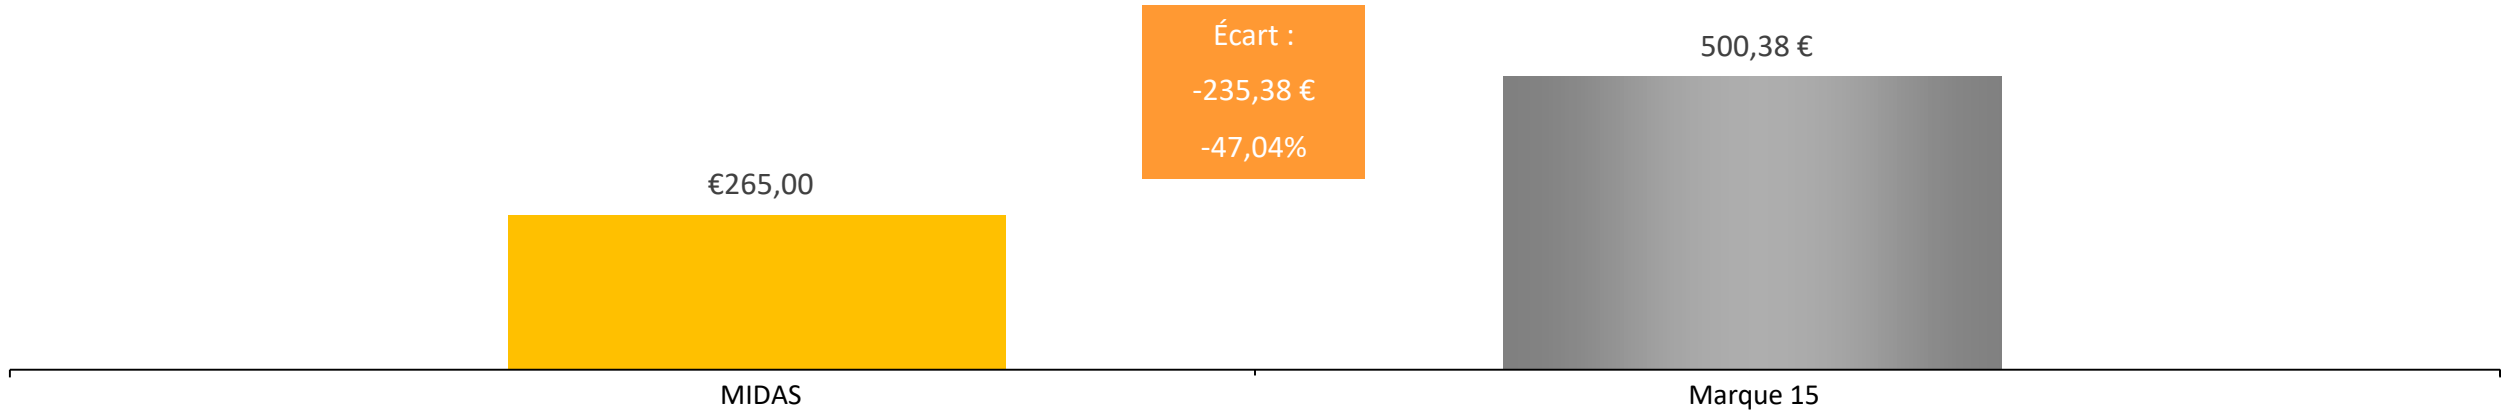 Écart :
-235,38 €
-47,04%
500,38 €
€265,00
MIDAS
Marque 15